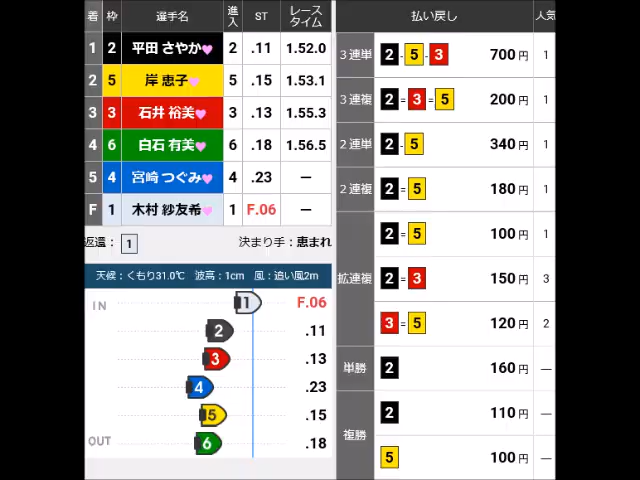 着 枠 選手名 進入 ST レースタイム
1 2 平田 さやか 2 .11 1.52.0
2 5 岸 恵子 5 .15 1.53.1
3 3 石井 裕美 3 .13 1.55.3
4 6 白石 有美 6 .18 1.56.5
5 4 宮崎 つぐみ 4 .23 —
F 1 木村 紗友希 1 F.06 —
返還： 1 決まり手：恵まれ
天候：くもり31.0℃ 波高：1cm 風：追い風2m
IN 1 F.06
2 .11
3 .13
4 .23
5 .15
OUT 6 .18
払い戻し 人気
3連単 2-5-3 700円 1
3連複 2=3=5 200円 1
2連単 2-5 340円 1
2連複 2=5 180円 1
拡連複 2=5 100円 1
2=3 150円 3
3=5 120円 2
単勝 2 160円 —
複勝 2 110円 —
5 100円 —